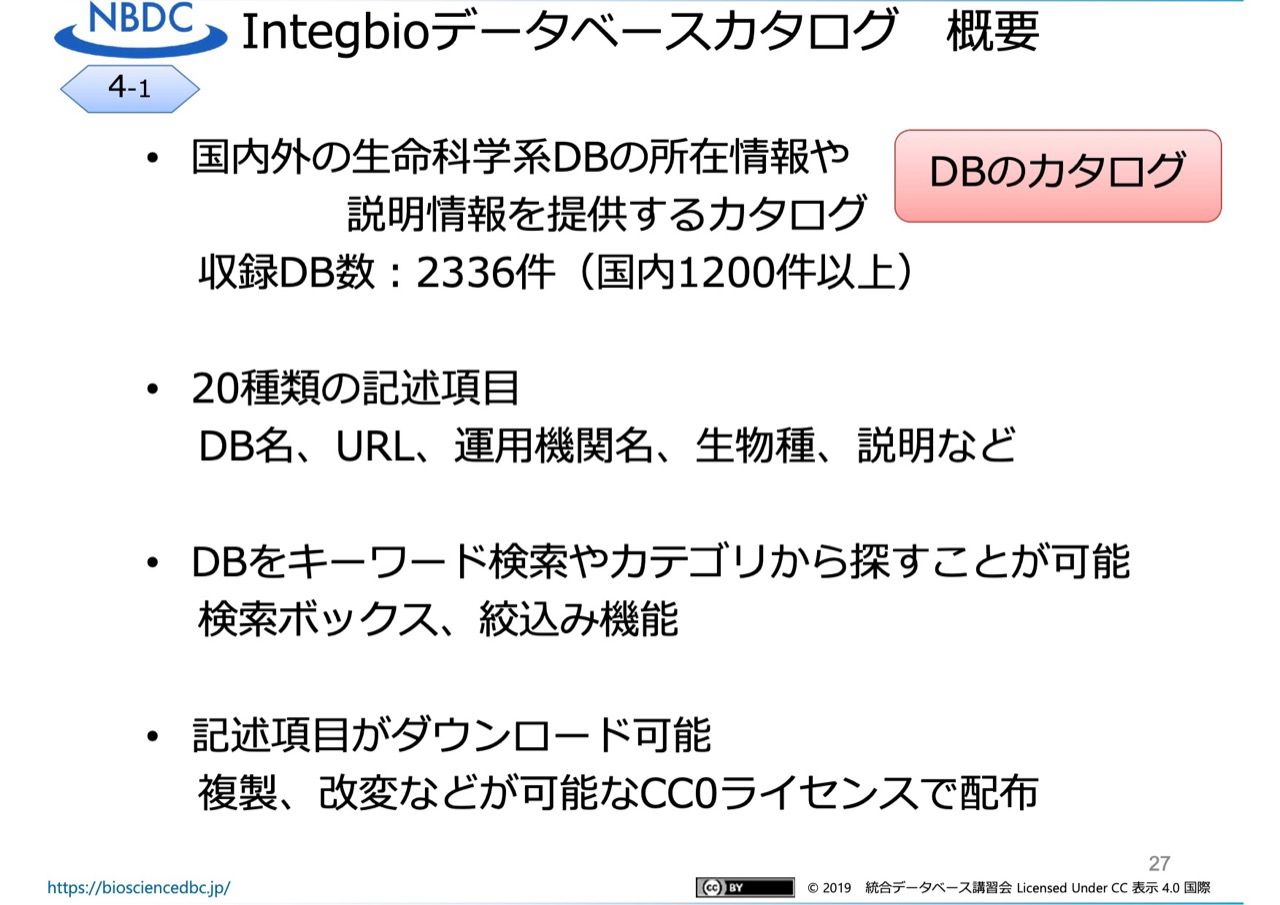 NBDC
Integbioデータベースカタログ　概要
4-1
• 国内外の生命科学系DBの所在情報や
説明情報を提供するカタログ
DBのカタログ
収録DB数：2336件（国内1200件以上）
• 20種類の記述項目
DB名、URL、運用機関名、生物種、説明など
• DBをキーワード検索やカテゴリから探すことが可能
検索ボックス、絞込み機能
• 記述項目がダウンロード可能
複製、改変などが可能なCC0ライセンスで配布
27
https://biosciencedbc.jp/
cc BY © 2019　統合データベース講習会 Licensed Under CC 表示 4.0 国際